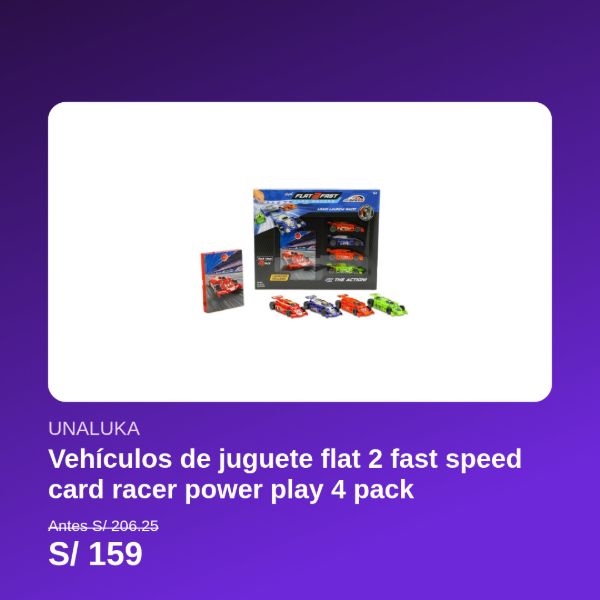 FLAT 2 FAST
THE ACTION!
UNALUKA
Vehículos de juguete flat 2 fast speed
card racer power play 4 pack
Antes S/ 206.25
S/ 159